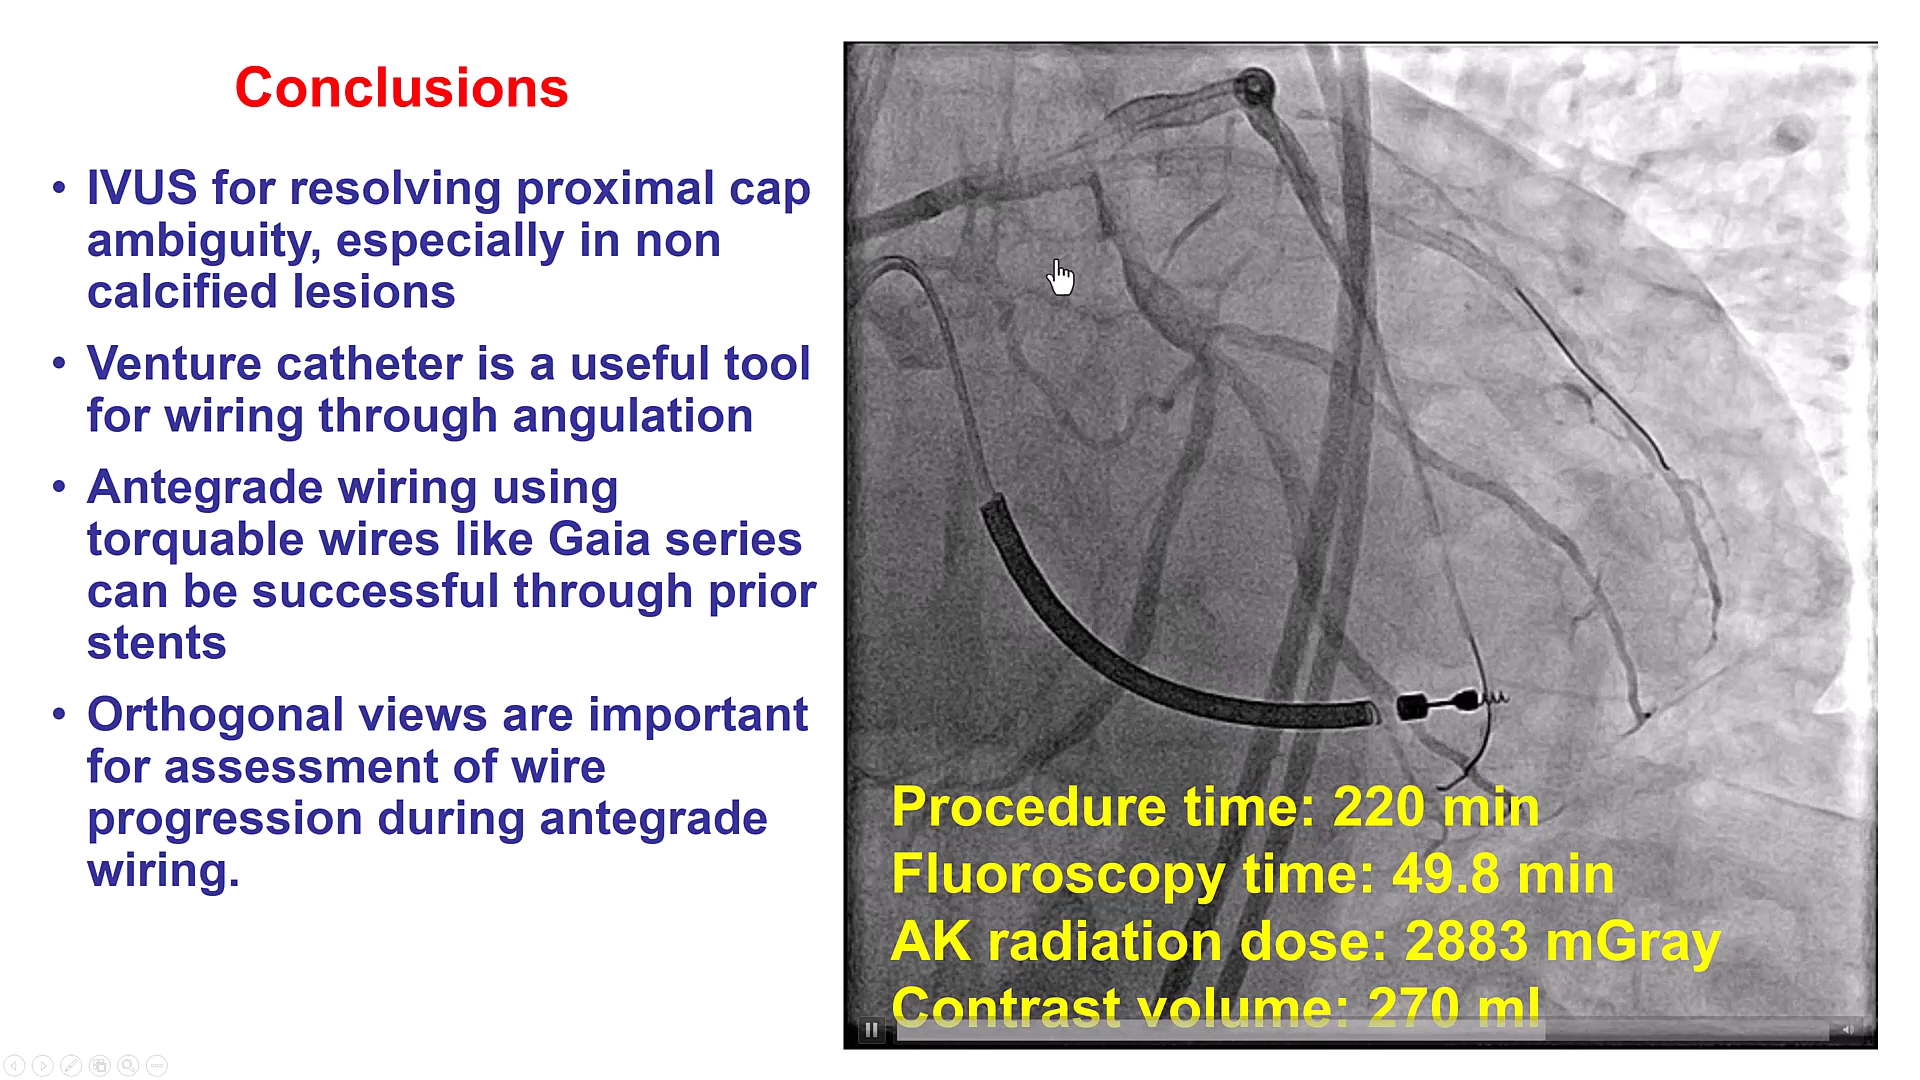 Conclusions
• IVUS for resolving proximal cap
ambiguity, especially in non
calcified lesions
• Venture catheter is a useful tool
for wiring through angulation
• Antegrade wiring using
torquable wires like Gaia series
can be successful through prior
stents
• Orthogonal views are important
for assessment of wire
progression during antegrade
wiring.
Procedure time: 220 min
Fluoroscopy time: 49.8 min
AK radiation dose: 2883 mGray
Contrast volume: 270 ml